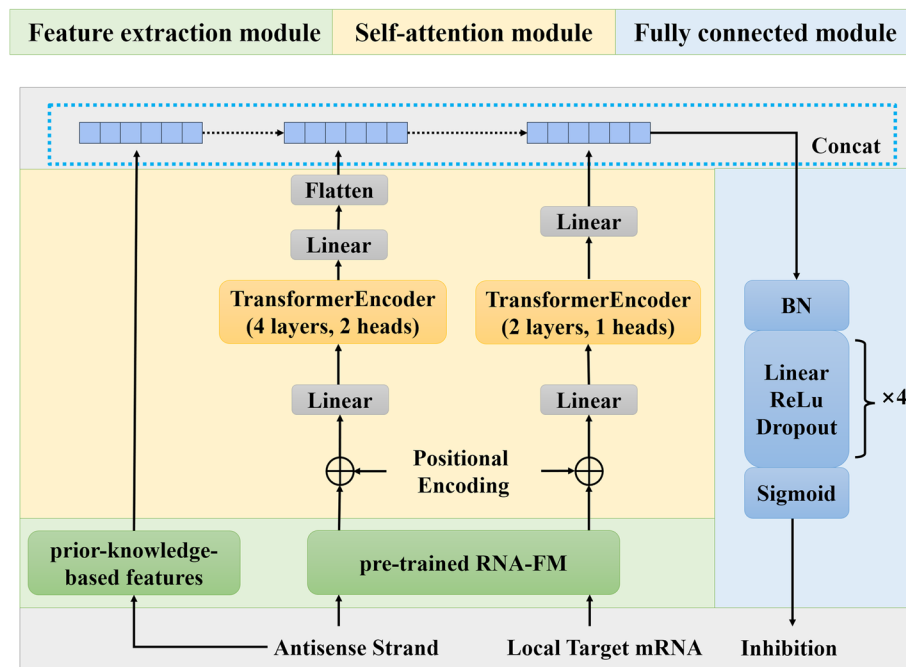 Feature extraction module
Self-attention module
Fully connected module
Concat
Flatten
Linear
Linear
TransformerEncoder
(4 layers, 2 heads)
TransformerEncoder
(2 layers, 1 heads)
BN
Linear
ReLu
Dropout
×4
Linear
Linear
Positional
Encoding
Sigmoid
prior-knowledge-
based features
pre-trained RNA-FM
Antisense Strand
Local Target mRNA
Inhibition